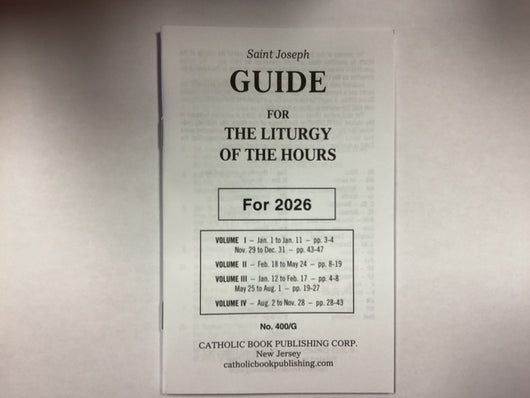 Saint Joseph
GUIDE
FOR
THE LITURGY
OF THE HOURS
For 2026
VOLUME I – Jan. 1 to Jan. 11 – pp. 3-4
Nov. 29 to Dec. 31 – pp. 43-47
VOLUME II – Feb. 18 to May 24 – pp. 8-19
VOLUME III – Jan. 12 to Feb. 17 – pp. 4-8
May 25 to Aug. 1 – pp. 19-27
VOLUME IV – Aug. 2 to Nov. 28 – pp. 28-43
No. 400/G
CATHOLIC BOOK PUBLISHING CORP.
New Jersey
catholicbookpublishing.com